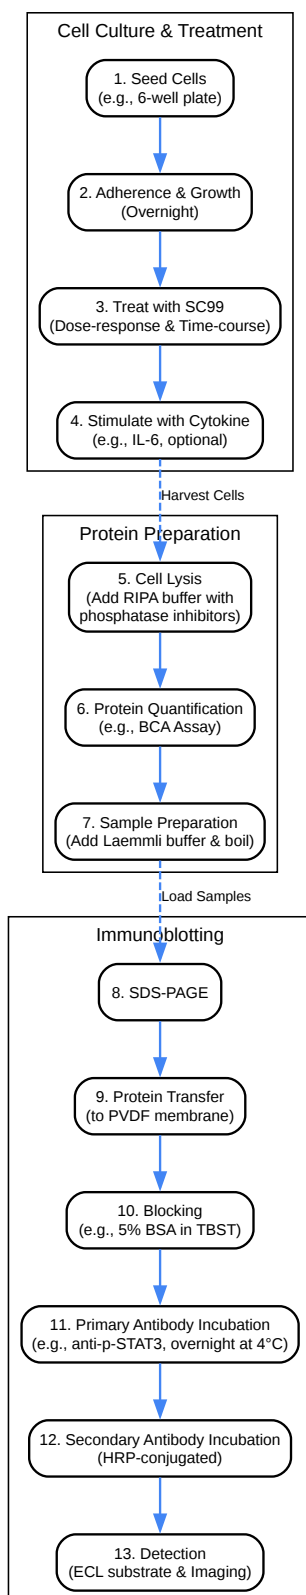 Cell Culture & Treatment
1. Seed Cells
(e.g., 6-well plate)
2. Adherence & Growth
(Overnight)
3. Treat with SC99
(Dose-response & Time-course)
4. Stimulate with Cytokine
(e.g., IL-6, optional)
Harvest Cells
Protein Preparation
5. Cell Lysis
(Add RIPA buffer with
phosphatase inhibitors)
6. Protein Quantification
(e.g., BCA Assay)
7. Sample Preparation
(Add Laemmli buffer & boil)
Load Samples
Immunoblotting
8. SDS-PAGE
9. Protein Transfer
(to PVDF membrane)
10. Blocking
(e.g., 5% BSA in TBST)
11. Primary Antibody Incubation
(e.g., anti-p-STAT3, overnight at 4°C)
12. Secondary Antibody Incubation
(HRP-conjugated)
13. Detection
(ECL substrate & Imaging)